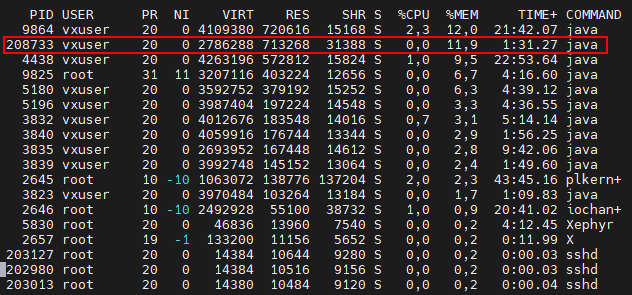 PID USER PR NI VIRT RES SHR S %CPU %MEM TIME+ COMMAND
9864 vxuser 20 0 4109380 720616 15168 S 2,3 12,0 21:42.07 java
208733 vxuser 20 0 2786288 713268 31388 S 0,0 11,9 1:31.27 java
4438 vxuser 20 0 4263196 572812 15824 S 1,0 9,5 22:53.64 java
9825 root 31 11 3207116 403224 12656 S 0,0 6,7 4:16.60 java
5180 vxuser 20 0 3592752 379192 15252 S 0,0 6,3 4:39.12 java
5196 vxuser 20 0 3987404 197224 14548 S 0,0 3,3 4:36.55 java
3832 vxuser 20 0 4012676 183548 14016 S 0,7 3,1 5:14.14 java
3840 vxuser 20 0 4059916 176744 13344 S 0,0 2,9 1:56.25 java
3835 vxuser 20 0 2693952 167448 14612 S 0,0 2,8 9:42.06 java
3839 vxuser 20 0 3992748 145152 13064 S 0,0 2,4 1:49.60 java
2645 root 10 -10 1063072 138776 137204 S 2,0 2,3 43:45.16 plkern+
3823 vxuser 20 0 3970484 103264 13184 S 0,0 1,7 1:09.83 java
2646 root 10 -10 2492928 55100 38732 S 1,0 0,9 20:41.02 iochan+
5830 root 20 0 46836 13960 7540 S 0,0 0,2 4:12.45 Xephyr
2657 root 19 -1 133200 11156 5652 S 0,0 0,2 0:11.99 X
203127 root 20 0 14384 10644 9280 S 0,0 0,2 0:00.03 sshd
202980 root 20 0 14384 10516 9156 S 0,0 0,2 0:00.04 sshd
203013 root 20 0 14380 10484 9120 S 0,0 0,2 0:00.04 sshd